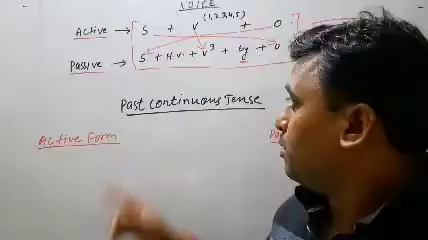 VOICE
(1,2,3,4,5)
Active → S + V + O
Passive → S + H.V. + V³ + by + O
Past Continuous Tense
Active Form